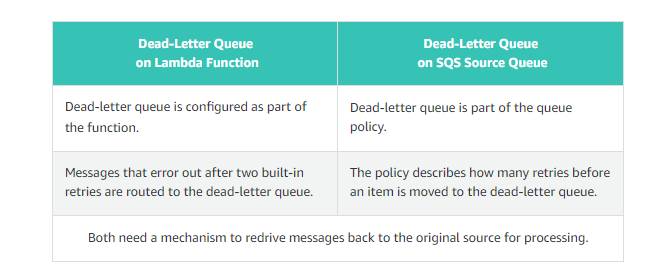 Dead-Letter Queue
on Lambda Function
Dead-Letter Queue
on SQS Source Queue
Dead-letter queue is configured as part of
the function.
Dead-letter queue is part of the queue
policy.
Messages that error out after two built-in
retries are routed to the dead-letter queue.
The policy describes how many retries before
an item is moved to the dead-letter queue.
Both need a mechanism to redrive messages back to the original source for processing.